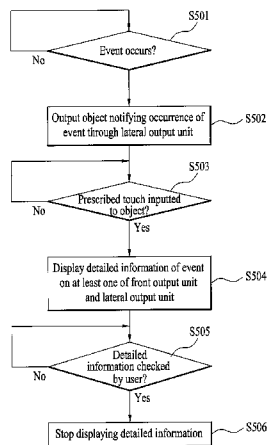 S501
Event occurs?
No
Output object notifying occurrence of
event through lateral output unit
S502
S503
Prescribed touch inputted
to object?
No
Yes
Display detailed information of event
on at least one of front output unit
and lateral output unit
S504
S505
Detailed
information checked
by user?
No
Yes
Stop displaying detailed information
S506